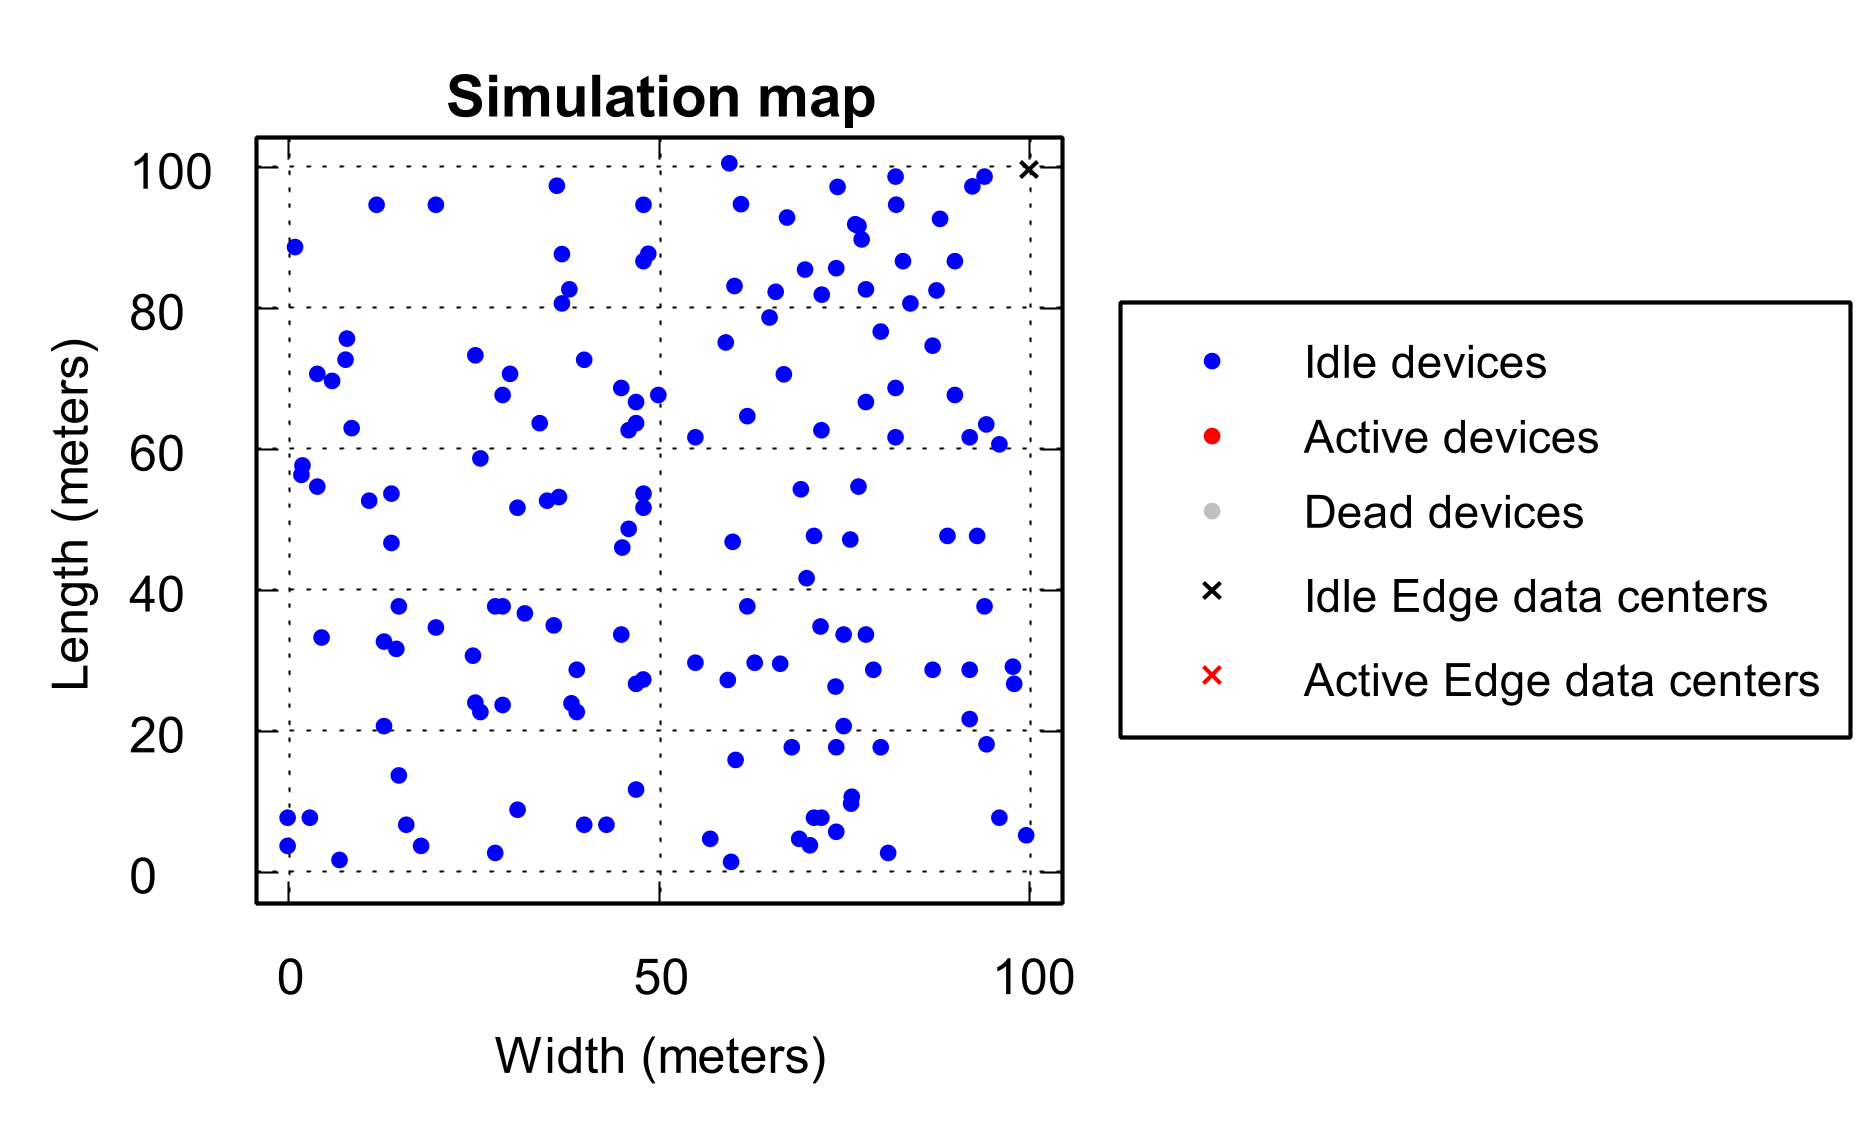 Simulation map
100
80
60
40
20
0
Length (meters)
0 50 100
Width (meters)
Idle devices
Active devices
Dead devices
Idle Edge data centers
Active Edge data centers